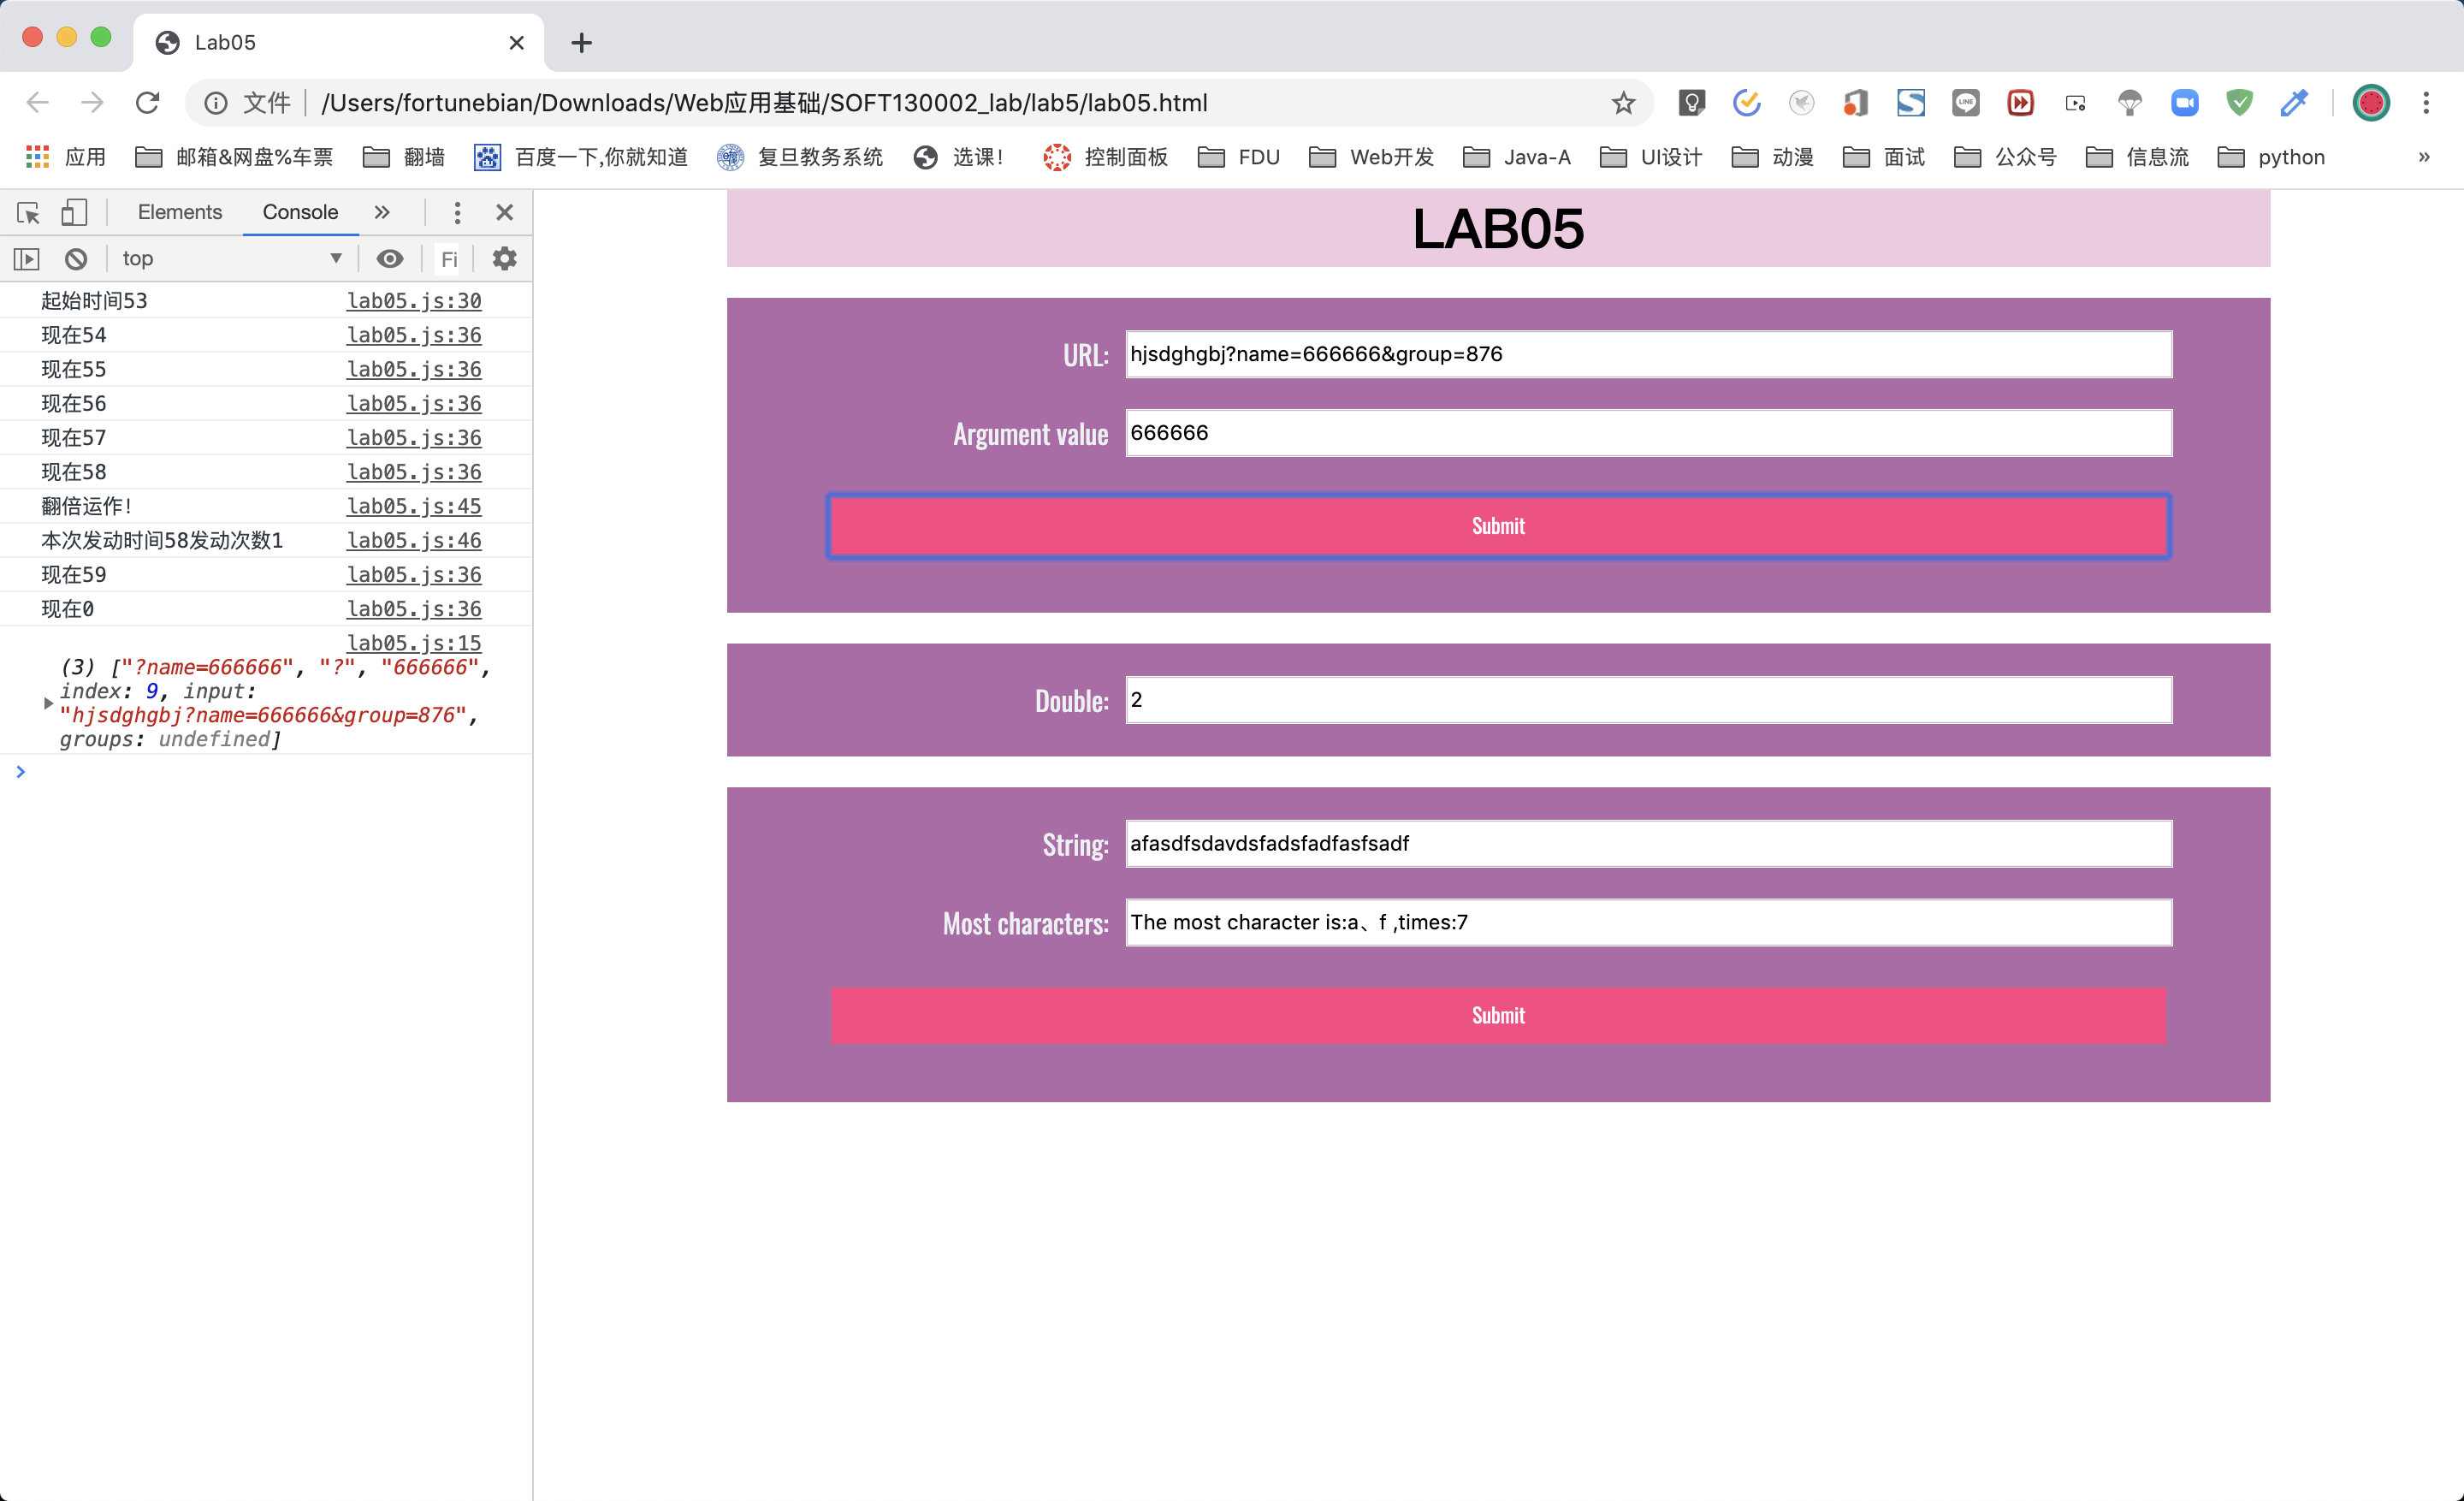 Lab05
文件 /Users/fortunebian/Downloads/Web应用基础/SOFT130002_lab/lab5/lab05.html
应用 邮箱&网盘%车票 翻墙 百度一下,你就知道 复旦教务系统 选课! 控制面板 FDU Web开发 Java-A UI设计 动漫 面试 公众号 信息流 python »
Elements Console »
top Fi
起始时间53 lab05.js:30
现在54 lab05.js:36
现在55 lab05.js:36
现在56 lab05.js:36
现在57 lab05.js:36
现在58 lab05.js:36
翻倍运作! lab05.js:45
本次发动时间58发动次数1 lab05.js:46
现在59 lab05.js:36
现在0 lab05.js:36
lab05.js:15
(3) ["?name=666666", "?", "666666",
index: 9, input:
"hjsdghgbj?name=666666&group=876",
groups: undefined]
LAB05
URL: hjsdghgbj?name=666666&group=876
Argument value 666666
Submit
Double: 2
String: afasdfsdavdsfadsfadfasfsadf
Most characters: The most character is:a、f ,times:7
Submit